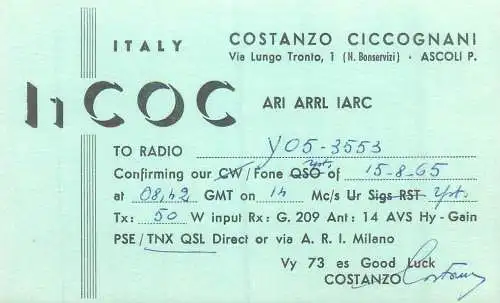 ITALY
COSTANZO CICCOGNANI
Via Lungo Tronto, 1 (N. Bonservizi) · ASCOLI P.
I1COC
ARI ARRL IARC
TO RADIO YO5-3553
Confirming our CW/Fone QSO of 15-8-65
at 08,42 GMT on 14 Mc/s Ur Sigs RST
Tx: 50 W input Rx: G. 209 Ant: 14 AVS Hy-Gain
PSE/TNX QSL Direct or via A. R. I. Milano
Vy 73 es Good Luck
COSTANZO Costanzo